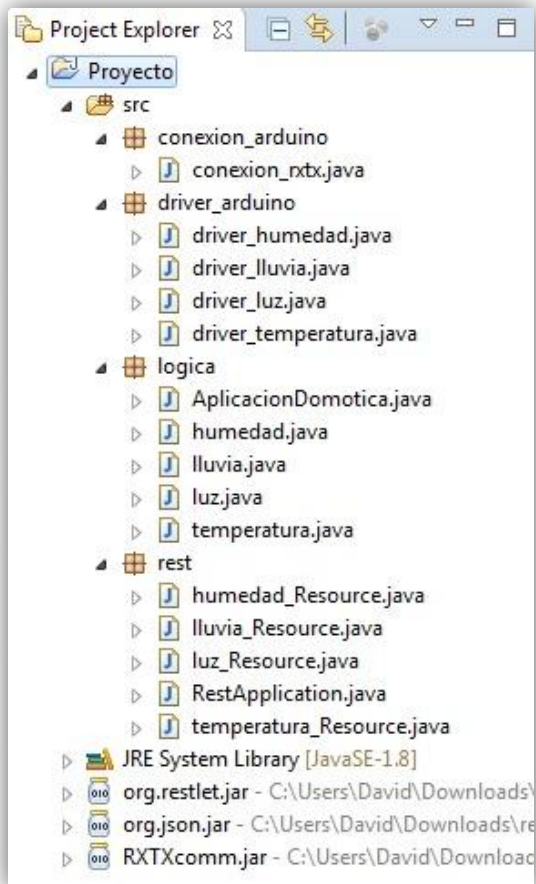 Project Explorer
Proyecto
src
conexion_arduino
conexion_rxtx.java
driver_arduino
driver_humedad.java
driver_lluvia.java
driver_luz.java
driver_temperatura.java
logica
AplicacionDomotica.java
humedad.java
lluvia.java
luz.java
temperatura.java
rest
humedad_Resource.java
lluvia_Resource.java
luz_Resource.java
RestApplication.java
temperatura_Resource.java
JRE System Library [JavaSE-1.8]
org.restlet.jar - C:\Users\David\Downloads\
org.json.jar - C:\Users\David\Downloads\re
RXTXcomm.jar - C:\Users\David\Downloac